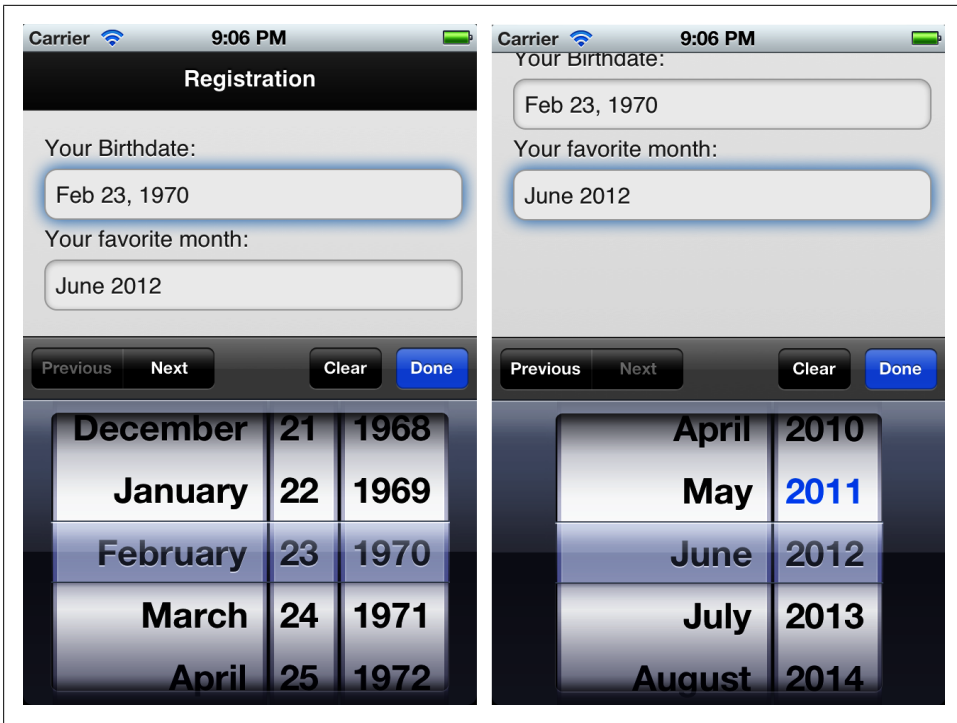 Carrier 9:06 PM
Registration
Your Birthdate:
Feb 23, 1970
Your favorite month:
June 2012
Previous Next Clear Done
December 21 1968
January 22 1969
February 23 1970
March 24 1971
April 25 1972
Carrier 9:06 PM
Your Birthdate:
Feb 23, 1970
Your favorite month:
June 2012
Previous Next Clear Done
April 2010
May 2011
June 2012
July 2013
August 2014